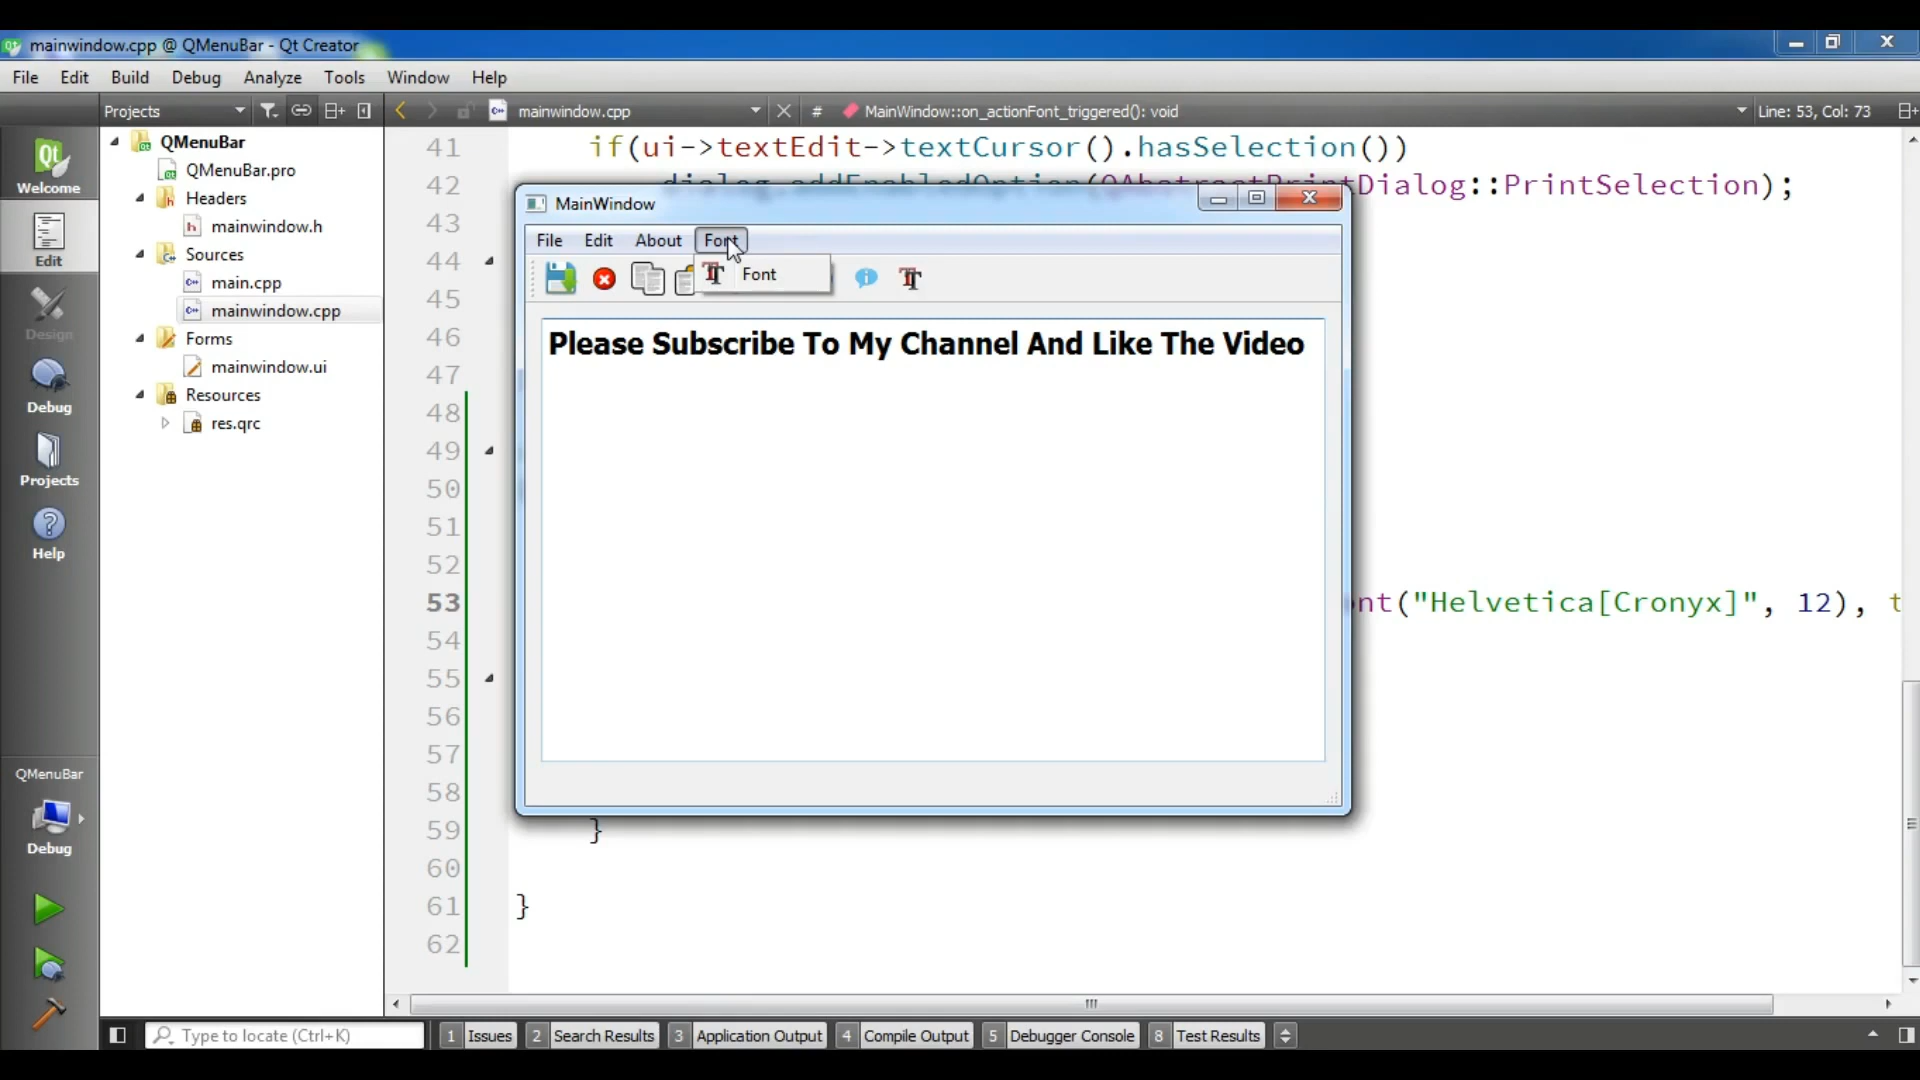 mainwindow.cpp @ QMenuBar - Qt Creator
File Edit Build Debug Analyze Tools Window Help
Projects mainwindow.cpp # MainWindow::on_actionFont_triggered(): void Line: 53, Col: 73
Welcome
Edit
Design
Debug
Projects
Help
QMenuBar
Debug
QMenuBar
QMenuBar.pro
Headers
mainwindow.h
Sources
main.cpp
mainwindow.cpp
Forms
mainwindow.ui
Resources
res.qrc
41 if(ui->textEdit->textCursor().hasSelection())
42 dialog.addEnabledOption(QAbstractPrintDialog::PrintSelection);
43
44
45
46
47
48
49
50
51
52
53 nt("Helvetica[Cronyx]", 12), t
54
55
56
57
58
59 }
60
61 }
62
MainWindow
File Edit About Font
Font
Please Subscribe To My Channel And Like The Video
Type to locate (Ctrl+K) 1 Issues 2 Search Results 3 Application Output 4 Compile Output 5 Debugger Console 8 Test Results